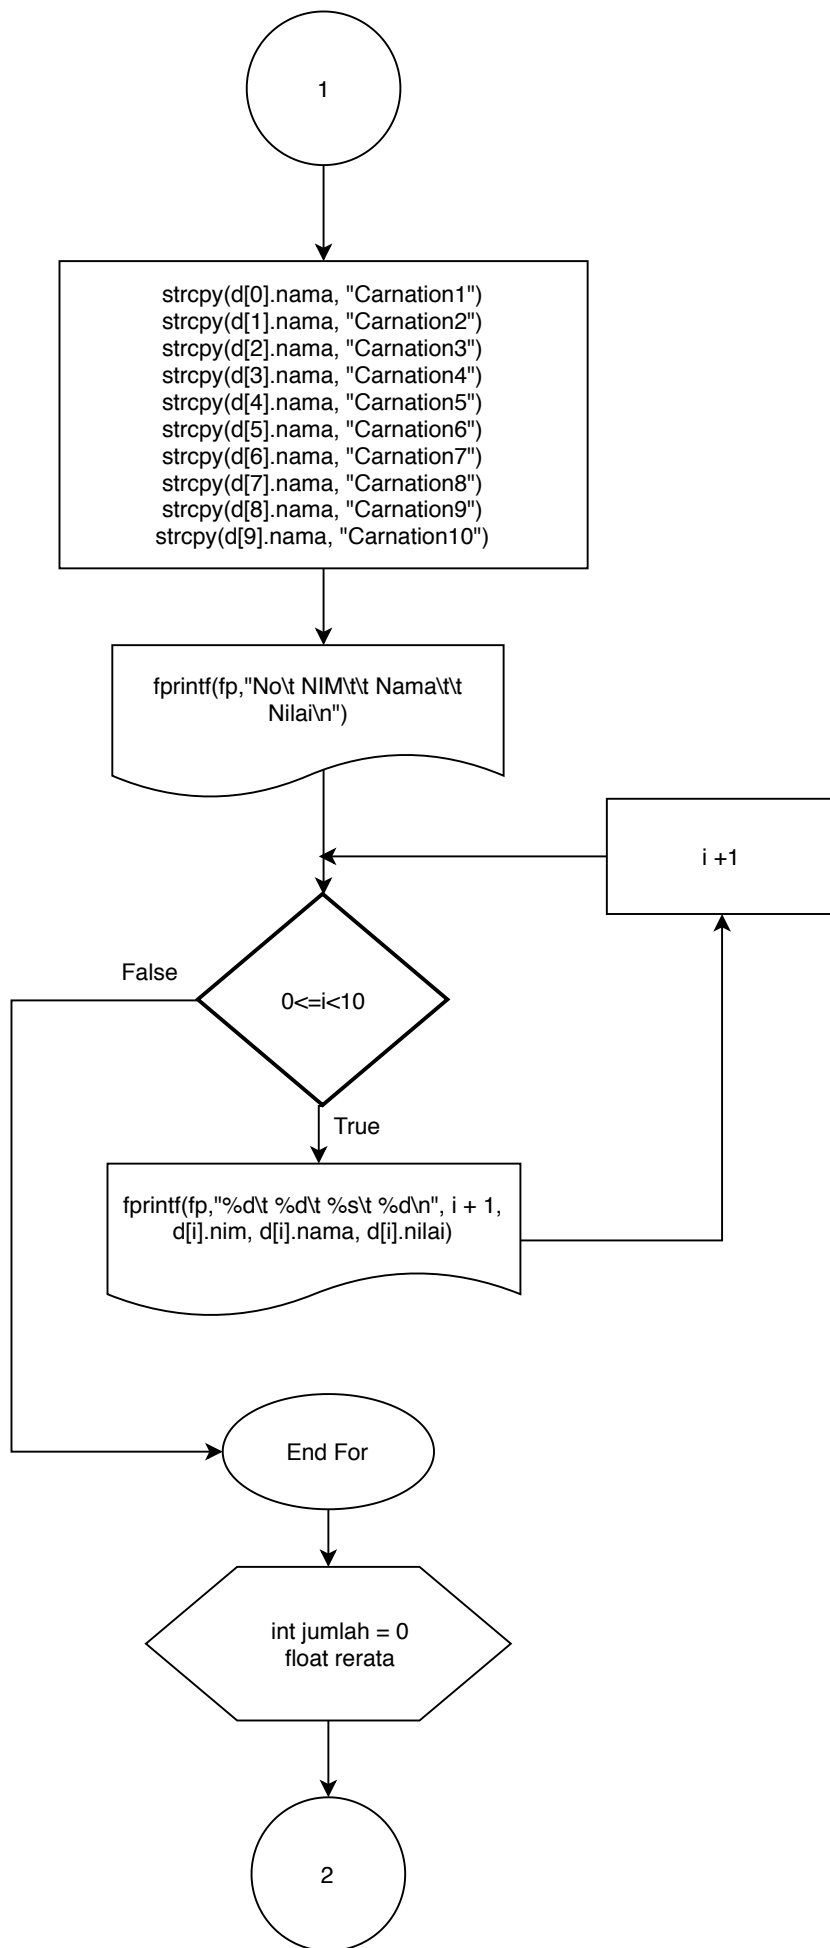 1
strcpy(d[0].nama, "Carnation1")
strcpy(d[1].nama, "Carnation2")
strcpy(d[2].nama, "Carnation3")
strcpy(d[3].nama, "Carnation4")
strcpy(d[4].nama, "Carnation5")
strcpy(d[5].nama, "Carnation6")
strcpy(d[6].nama, "Carnation7")
strcpy(d[7].nama, "Carnation8")
strcpy(d[8].nama, "Carnation9")
strcpy(d[9].nama, "Carnation10")
fprintf(fp,"No\t NIM\t\t Nama\t\t
Nilai\n")
i +1
False
0<=i<10
True
fprintf(fp,"%d\t %d\t %s\t %d\n", i + 1,
d[i].nim, d[i].nama, d[i].nilai)
End For
int jumlah = 0
float rerata
2